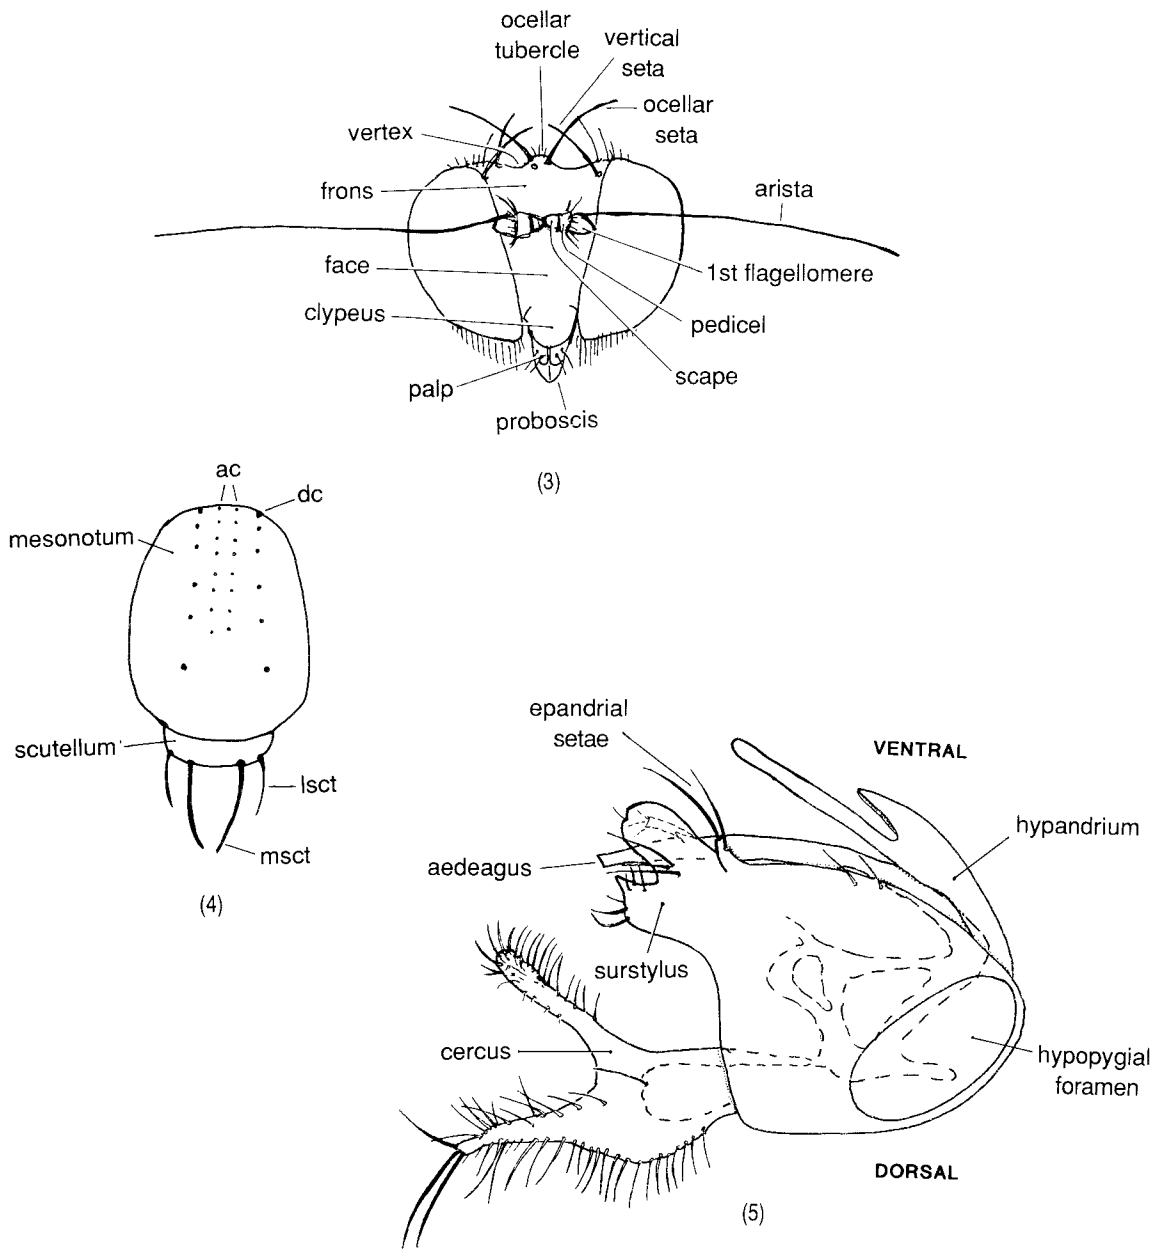 ocellar
tubercle
vertical
seta
ocellar
seta
vertex
frons
arista
face
1st flagellomere
clypeus
pedicel
scape
palp
proboscis
(3)
ac
dc
mesonotum
scutellum
lsct
msct
(4)
epandrial
setae
VENTRAL
hypandrium
aedeagus
surstylus
cercus
hypopygial
foramen
DORSAL
(5)